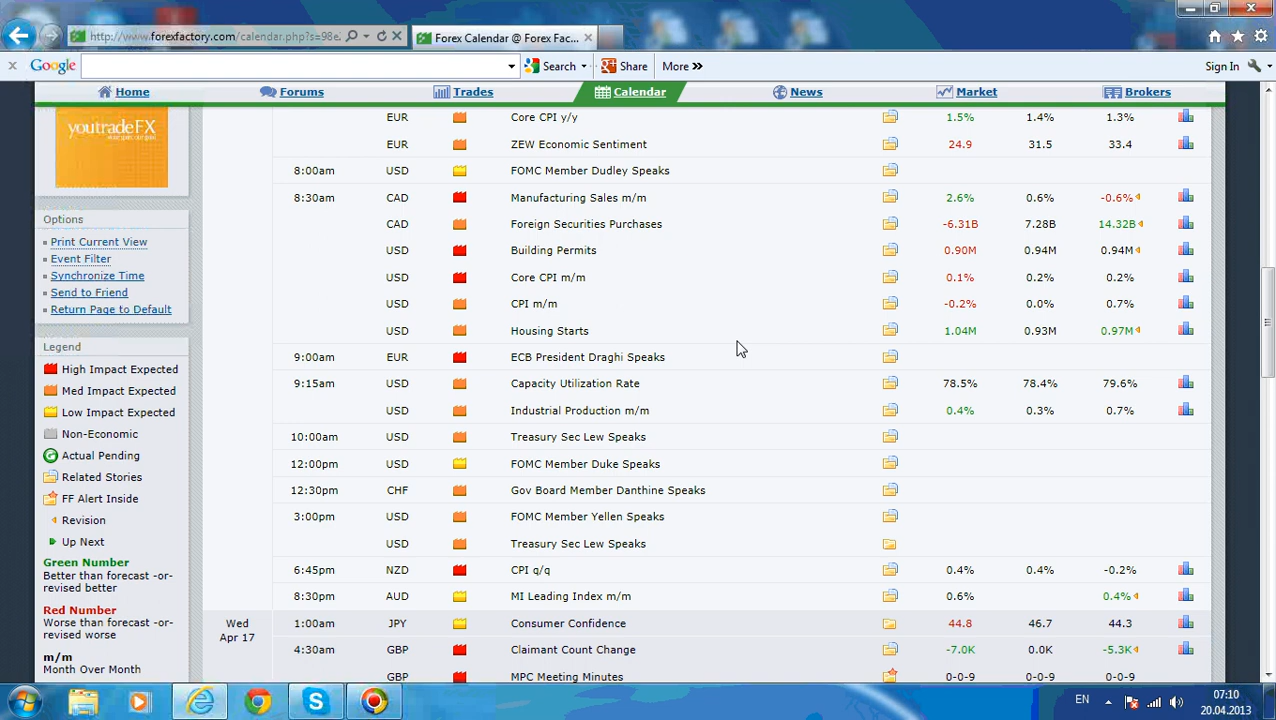 http://www.forexfactory.com/calendar.php?s=98e
Forex Calendar @ Forex Fac...
Google
Search
Share
More »
Sign In
Home
Forums
Trades
Calendar
News
Market
Brokers
youtradeFX
EUR Core CPI y/y 1.5% 1.4% 1.3%
EUR ZEW Economic Sentiment 24.9 31.5 33.4
8:00am USD FOMC Member Dudley Speaks
8:30am CAD Manufacturing Sales m/m 2.6% 0.6% -0.6%
CAD Foreign Securities Purchases -6.31B 7.28B 14.32B
USD Building Permits 0.90M 0.94M 0.94M
USD Core CPI m/m 0.1% 0.2% 0.2%
USD CPI m/m -0.2% 0.0% 0.7%
USD Housing Starts 1.04M 0.93M 0.97M
9:00am EUR ECB President Draghi Speaks
9:15am USD Capacity Utilization Rate 78.5% 78.4% 79.6%
USD Industrial Production m/m 0.4% 0.3% 0.7%
10:00am USD Treasury Sec Lew Speaks
12:00pm USD FOMC Member Duke Speaks
12:30pm CHF Gov Board Member Danthine Speaks
3:00pm USD FOMC Member Yellen Speaks
USD Treasury Sec Lew Speaks
6:45pm NZD CPI q/q 0.4% 0.4% -0.2%
8:30pm AUD MI Leading Index m/m 0.6% 0.4%
Wed
Apr 17
1:00am JPY Consumer Confidence 44.8 46.7 44.3
4:30am GBP Claimant Count Change -7.0K 0.0K -5.3K
GBP MPC Meeting Minutes 0-0-9 0-0-9 0-0-9
Options
Print Current View
Event Filter
Synchronize Time
Send to Friend
Return Page to Default
Legend
High Impact Expected
Med Impact Expected
Low Impact Expected
Non-Economic
Actual Pending
Related Stories
FF Alert Inside
Revision
Up Next
Green Number
Better than forecast -or-
revised better
Red Number
Worse than forecast -or-
revised worse
m/m
Month Over Month
EN
07:10
20.04.2013